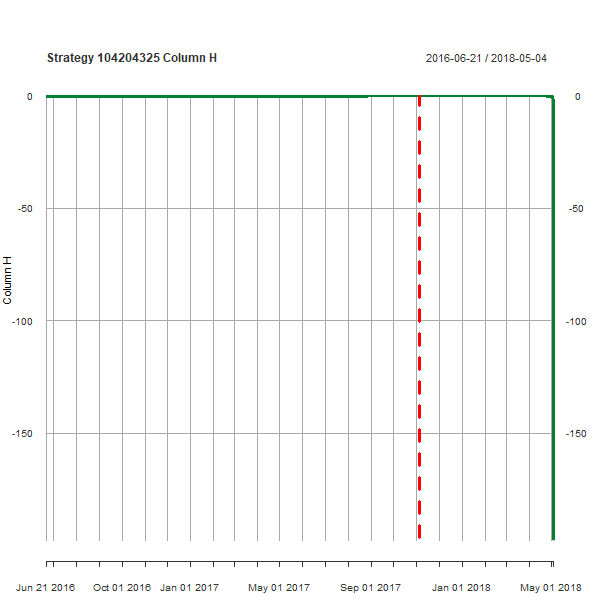 Strategy 104204325 Column H
2016-06-21 / 2018-05-04
0
0
-50
-50
Column H
-100
-100
-150
-150
Jun 21 2016
Oct 01 2016
Jan 01 2017
May 01 2017
Sep 01 2017
Jan 01 2018
May 01 2018